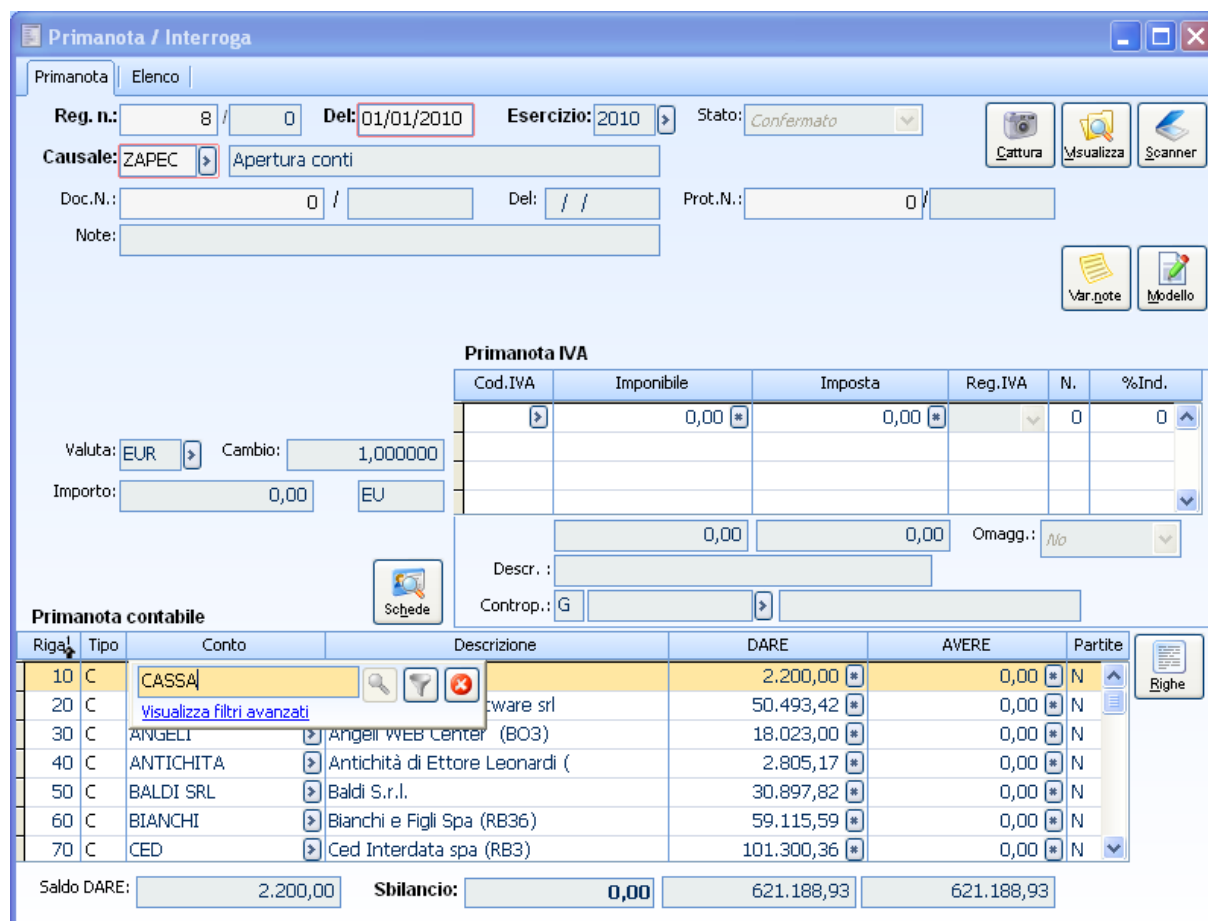 Primanota / Interroga
Primanota Elenco
Reg. n.: 8 / 0 Del: 01/01/2010 Esercizio: 2010 Stato: Confermato
Cattura Visualizza Scanner
Causale: ZAPEC Apertura conti
Doc.N.: 0 / Del: / / Prot.N.: 0 /
Note:
Var.note Modello
Primanota IVA
Cod.IVA Imponibile Imposta Reg.IVA N. %Ind.
0,00 0,00 0 0
Valuta: EUR Cambio: 1,000000
Importo: 0,00 EU
0,00 0,00 Omagg.: No
Descr. :
Schede
Controp.: G
Primanota contabile
Riga Tipo Conto Descrizione DARE AVERE Partite
Righe
10 C CASSA 2.200,00 0,00 N
Visualizza filtri avanzati
20 C tware srl 50.493,42 0,00 N
30 C ANGELI Angeli WEB Center (BO3) 18.023,00 0,00 N
40 C ANTICHITA Antichità di Ettore Leonardi ( 2.805,17 0,00 N
50 C BALDI SRL Baldi S.r.l. 30.897,82 0,00 N
60 C BIANCHI Bianchi e Figli Spa (RB36) 59.115,59 0,00 N
70 C CED Ced Interdata spa (RB3) 101.300,36 0,00 N
Saldo DARE: 2.200,00 Sbilancio: 0,00 621.188,93 621.188,93